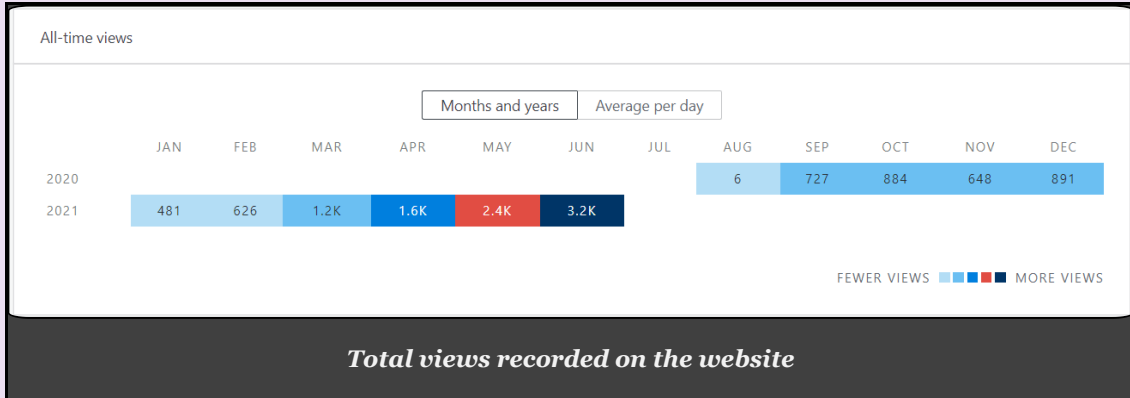 All-time views
Months and years Average per day
JAN FEB MAR APR MAY JUN JUL AUG SEP OCT NOV DEC
2020 6 727 884 648 891
2021 481 626 1.2K 1.6K 2.4K 3.2K
FEWER VIEWS MORE VIEWS
Total views recorded on the website